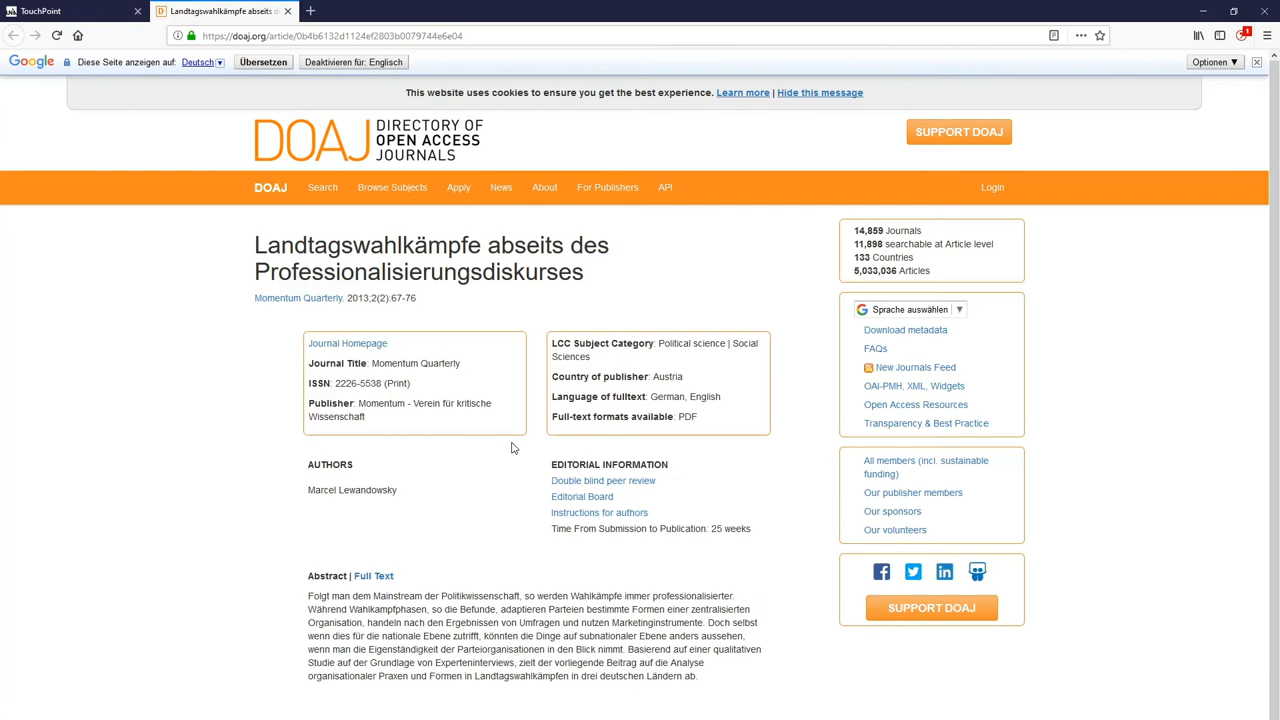 TouchPoint
Landtagswahlkämpfe abseits d
https://doaj.org/article/0b4b6132d1124ef2803b0079744e6e04
1
Google Diese Seite anzeigen auf: Deutsch Übersetzen Deaktivieren für: Englisch Optionen ▼
This website uses cookies to ensure you get the best experience. Learn more | Hide this message
DOAJ
DIRECTORY OF
OPEN ACCESS
JOURNALS
SUPPORT DOAJ
DOAJ Search Browse Subjects Apply News About For Publishers API Login
Landtagswahlkämpfe abseits des
Professionalisierungsdiskurses
Momentum Quarterly. 2013;2(2):67-76
Journal Homepage
Journal Title: Momentum Quarterly
ISSN: 2226-5538 (Print)
Publisher: Momentum - Verein für kritische
Wissenschaft
LCC Subject Category: Political science | Social
Sciences
Country of publisher: Austria
Language of fulltext: German, English
Full-text formats available: PDF
AUTHORS
Marcel Lewandowsky
EDITORIAL INFORMATION
Double blind peer review
Editorial Board
Instructions for authors
Time From Submission to Publication: 25 weeks
Abstract | Full Text
Folgt man dem Mainstream der Politikwissenschaft, so werden Wahlkämpfe immer professionalisierter.
Während Wahlkampfphasen, so die Befunde, adaptieren Parteien bestimmte Formen einer zentralisierten
Organisation, handeln nach den Ergebnissen von Umfragen und nutzen Marketinginstrumente. Doch selbst
wenn dies für die nationale Ebene zutrifft, könnten die Dinge auf subnationaler Ebene anders aussehen,
wenn man die Eigenständigkeit der Parteiorganisationen in den Blick nimmt. Basierend auf einer qualitativen
Studie auf der Grundlage von Experteninterviews, zielt der vorliegende Beitrag auf die Analyse
organisationaler Praxen und Formen in Landtagswahlkämpfen in drei deutschen Ländern ab.
14,859 Journals
11,898 searchable at Article level
133 Countries
5,033,036 Articles
Sprache auswählen ▼
Download metadata
FAQs
New Journals Feed
OAI-PMH, XML, Widgets
Open Access Resources
Transparency & Best Practice
All members (incl. sustainable
funding)
Our publisher members
Our sponsors
Our volunteers
SUPPORT DOAJ